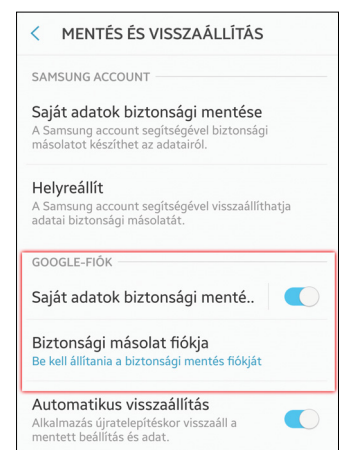 MENTÉS ÉS VISSZAÁLLÍTÁS
SAMSUNG ACCOUNT
Saját adatok biztonsági mentése
A Samsung account segítségével biztonsági
másolatot készíthet az adatairól.
Helyreállít
A Samsung account segítségével visszaállíthatja
adatai biztonsági másolatát.
GOOGLE-FIÓK
Saját adatok biztonsági menté..
Biztonsági másolat fiókja
Be kell állítania a biztonsági mentés fiókját
Automatikus visszaállítás
Alkalmazás újratelepítéskor visszaáll a
mentett beállítás és adat.